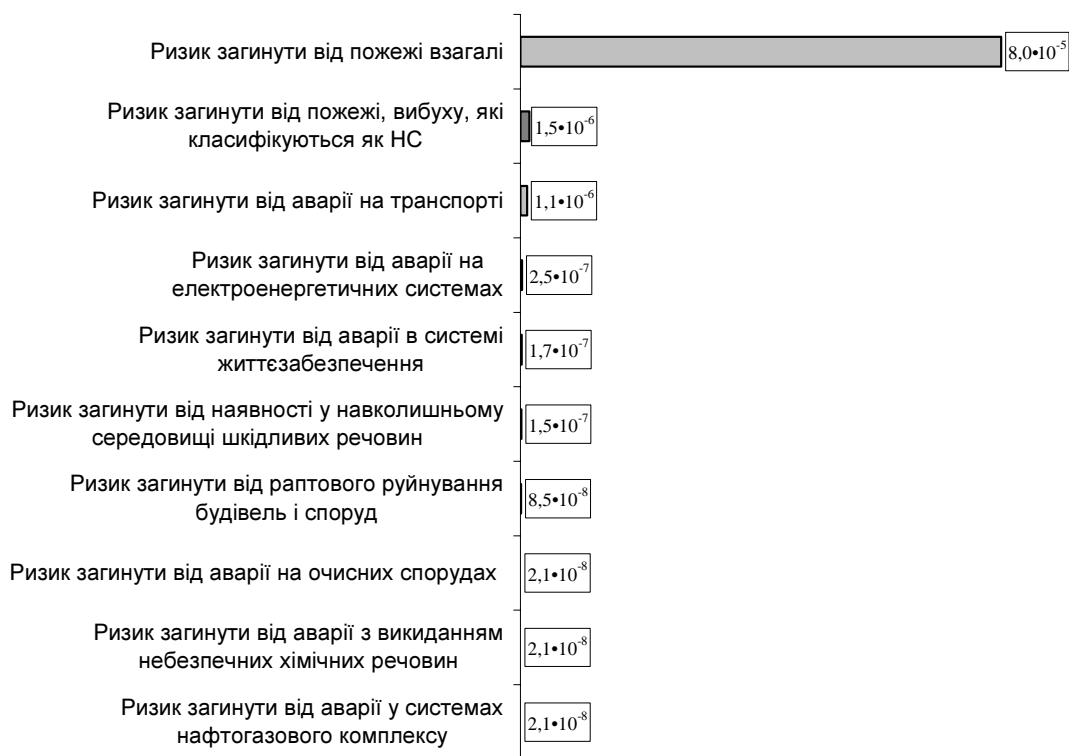 Ризик загинути від пожежі взагалі
8,0•10⁻⁵
Ризик загинути від пожежі, вибуху, які
класифікуються як НС
1,5•10⁻⁶
Ризик загинути від аварії на транспорті
1,1•10⁻⁶
Ризик загинути від аварії на
електроенергетичних системах
2,5•10⁻⁷
Ризик загинути від аварії в системі
життєзабезпечення
1,7•10⁻⁷
Ризик загинути від наявності у навколишньому
середовищі шкідливих речовин
1,5•10⁻⁷
Ризик загинути від раптового руйнування
будівель і споруд
8,5•10⁻⁸
Ризик загинути від аварії на очисних спорудах
2,1•10⁻⁸
Ризик загинути від аварії з викиданням
небезпечних хімічних речовин
2,1•10⁻⁸
Ризик загинути від аварії у системах
нафтогазового комплексу
2,1•10⁻⁸